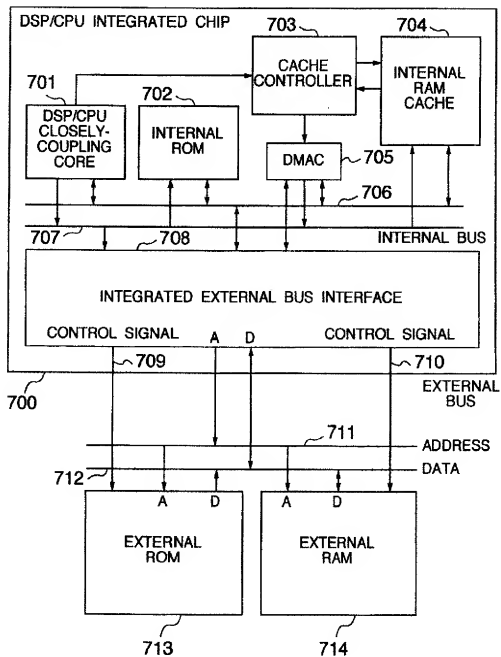 DSP/CPU INTEGRATED CHIP
703
704
701
702
CACHE
CONTROLLER
INTERNAL
RAM
CACHE
DSP/CPU
CLOSELY-
COUPLING
CORE
INTERNAL
ROM
DMAC
705
706
707
708
INTERNAL BUS
INTEGRATED EXTERNAL BUS INTERFACE
CONTROL SIGNAL
A
D
CONTROL SIGNAL
709
710
700
EXTERNAL
BUS
711
ADDRESS
712
DATA
A
D
A
D
EXTERNAL
ROM
EXTERNAL
RAM
713
714